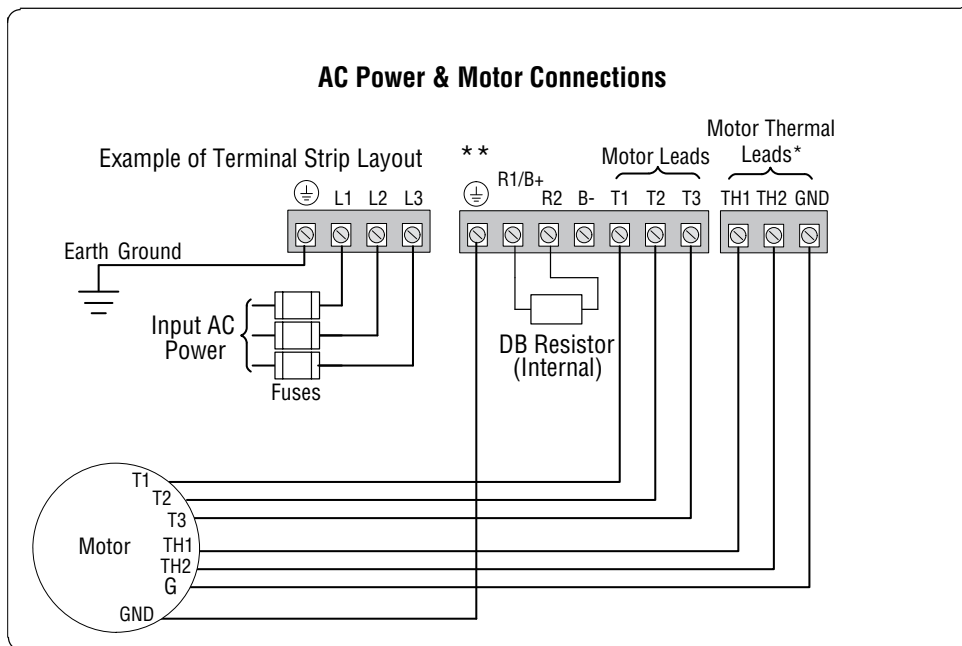 AC Power & Motor Connections
Example of Terminal Strip Layout
L1 L2 L3
Earth Ground
Input AC
Power
Fuses
* *
R1/B+
R2 B- T1 T2 T3
Motor Leads
Motor Thermal
Leads*
TH1 TH2 GND
DB Resistor
(Internal)
Motor
T1
T2
T3
TH1
TH2
G
GND